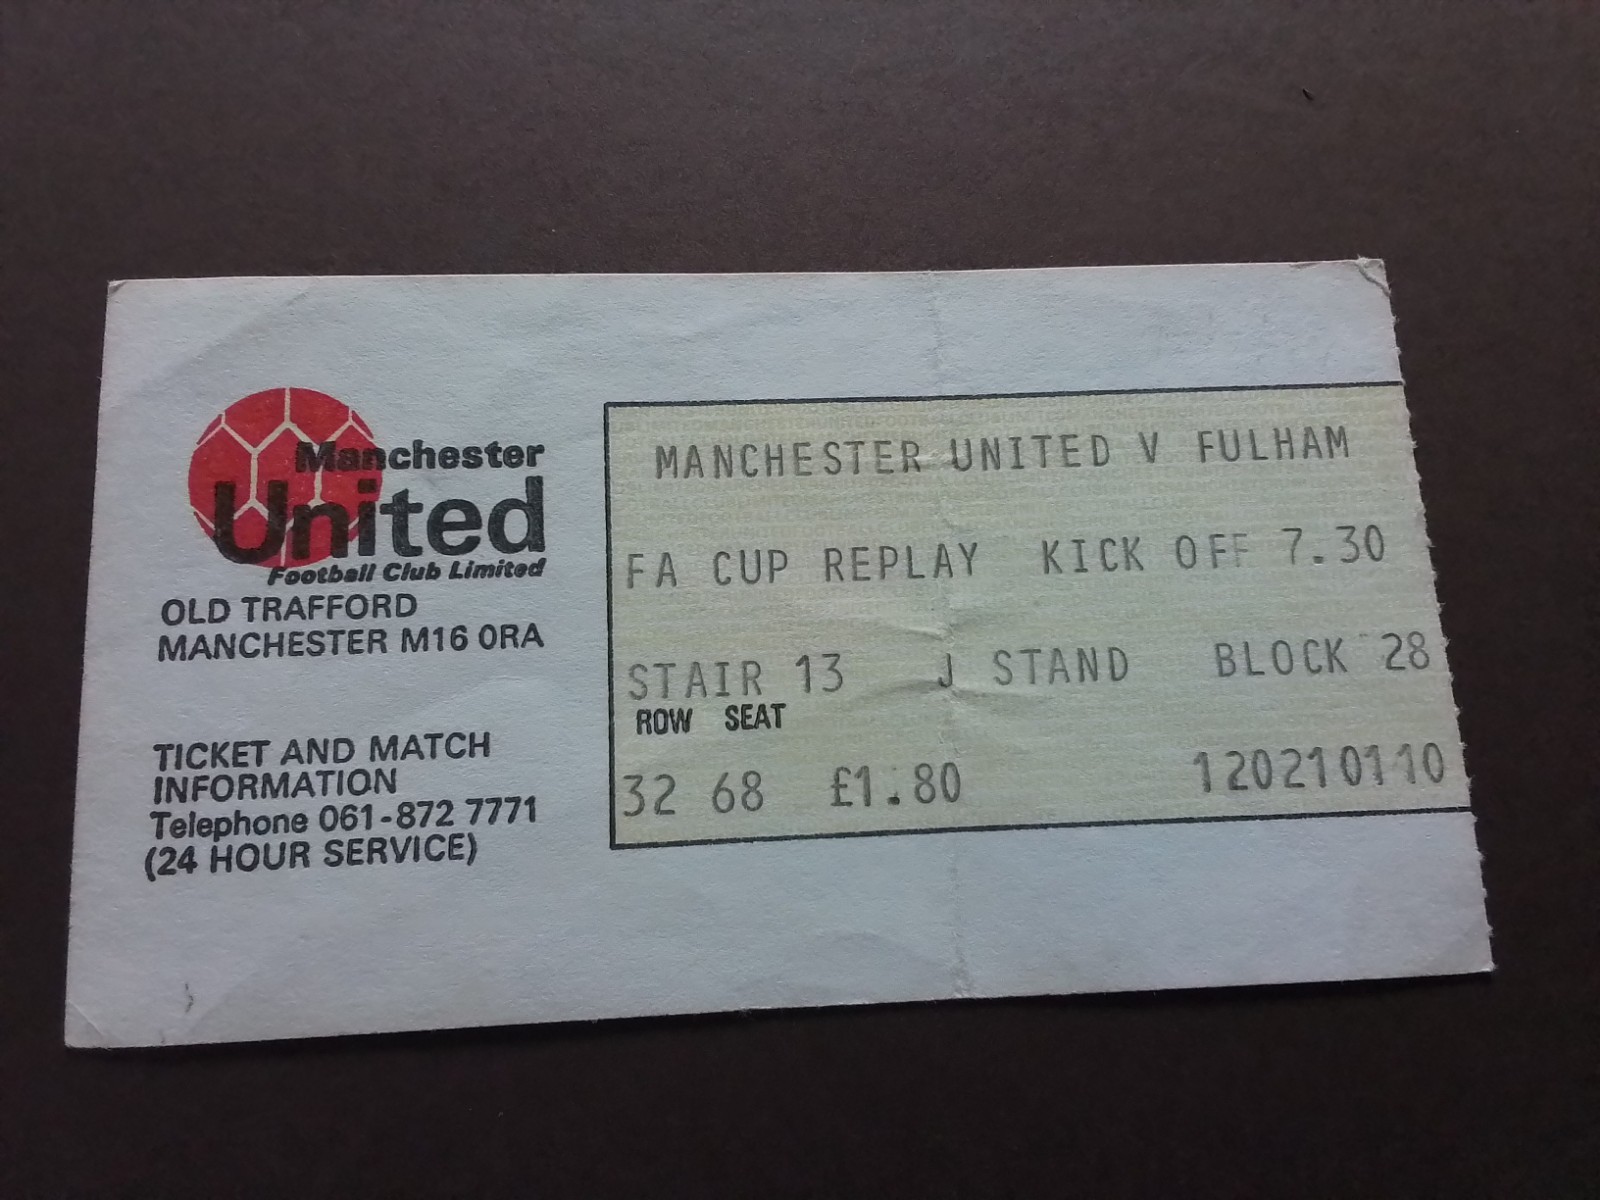 Manchester
United
Football Club Limited
OLD TRAFFORD
MANCHESTER M16 0RA
TICKET AND MATCH
INFORMATION
Telephone 061-872 7771
(24 HOUR SERVICE)
MANCHESTER UNITED V FULHAM
FA CUP REPLAY KICK OFF 7.30
STAIR 13 J STAND BLOCK 28
ROW SEAT
32 68 £1.80 120210110